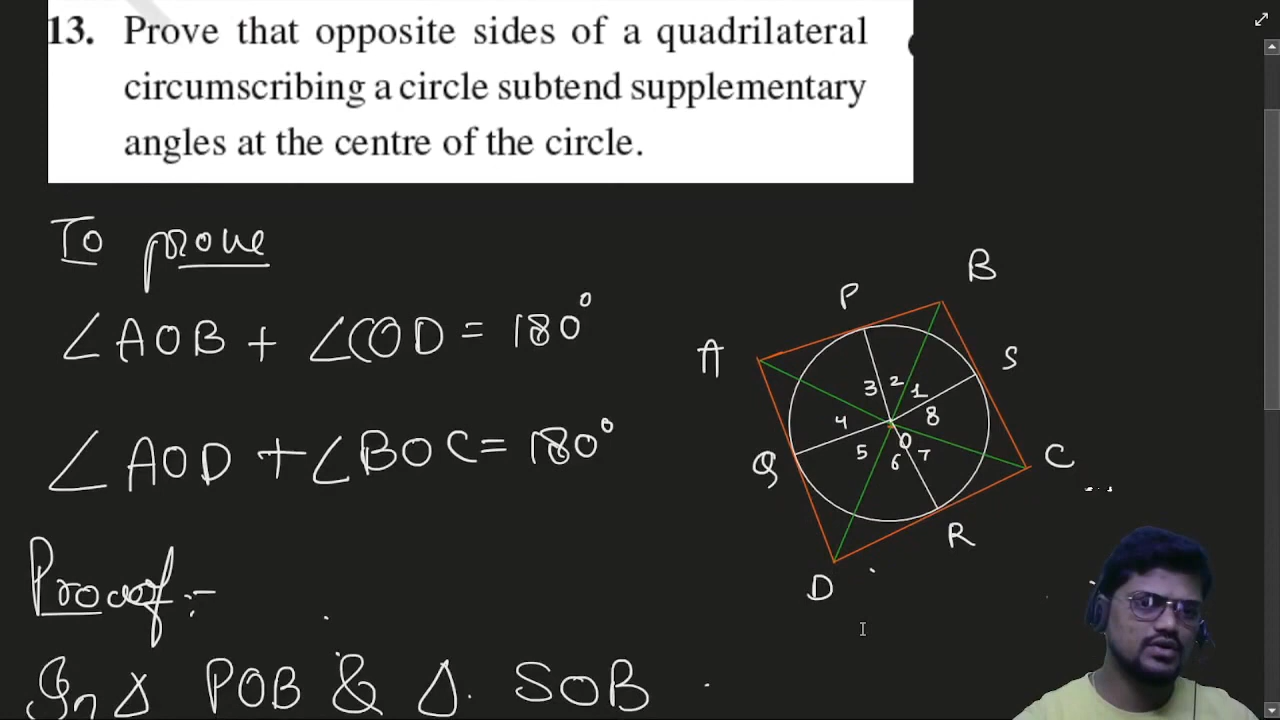 13. Prove that opposite sides of a quadrilateral
circumscribing a circle subtend supplementary
angles at the centre of the circle.
To prove
∠AOB + ∠COD = 180°
∠AOD + ∠BOC = 180°
Proof :-
In Δ POB & Δ SOB
B
P
A
S
3 2 1
4 8
O
5 6 7
Q
C
R
D